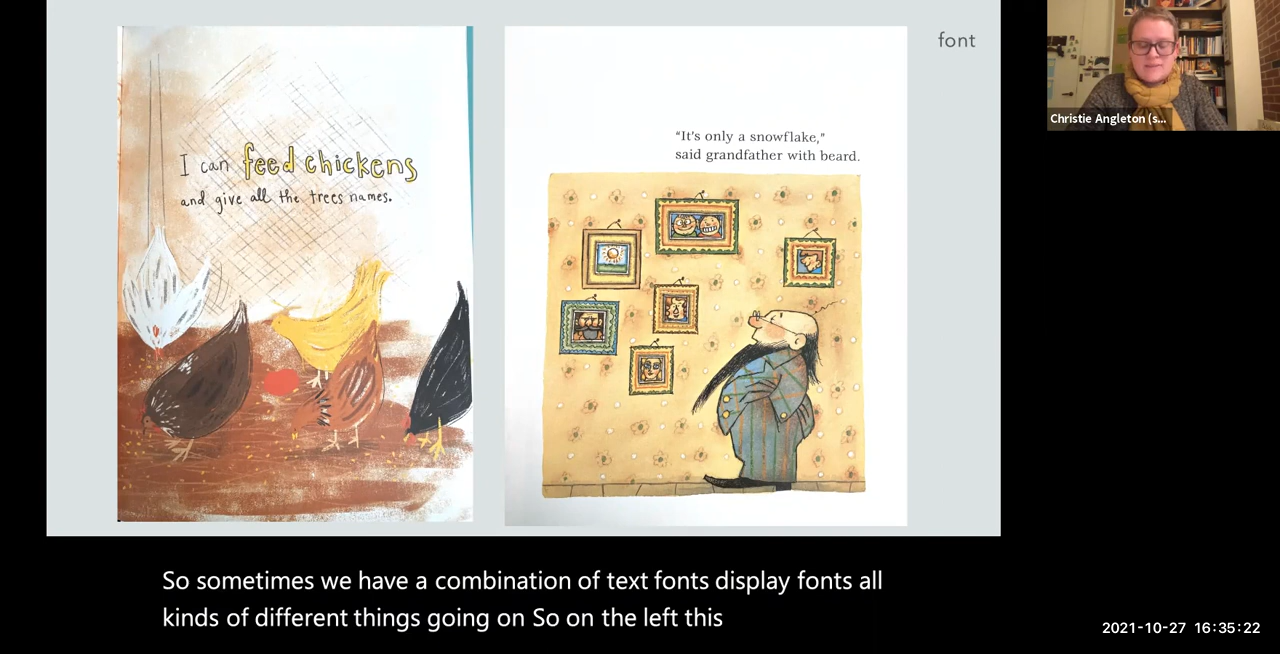 font
I can feed chickens
and give all the trees names.
“It's only a snowflake,”
said grandfather with beard.
Christie Angleton (s...
So sometimes we have a combination of text fonts display fonts all
kinds of different things going on So on the left this
2021-10-27 16:35:22